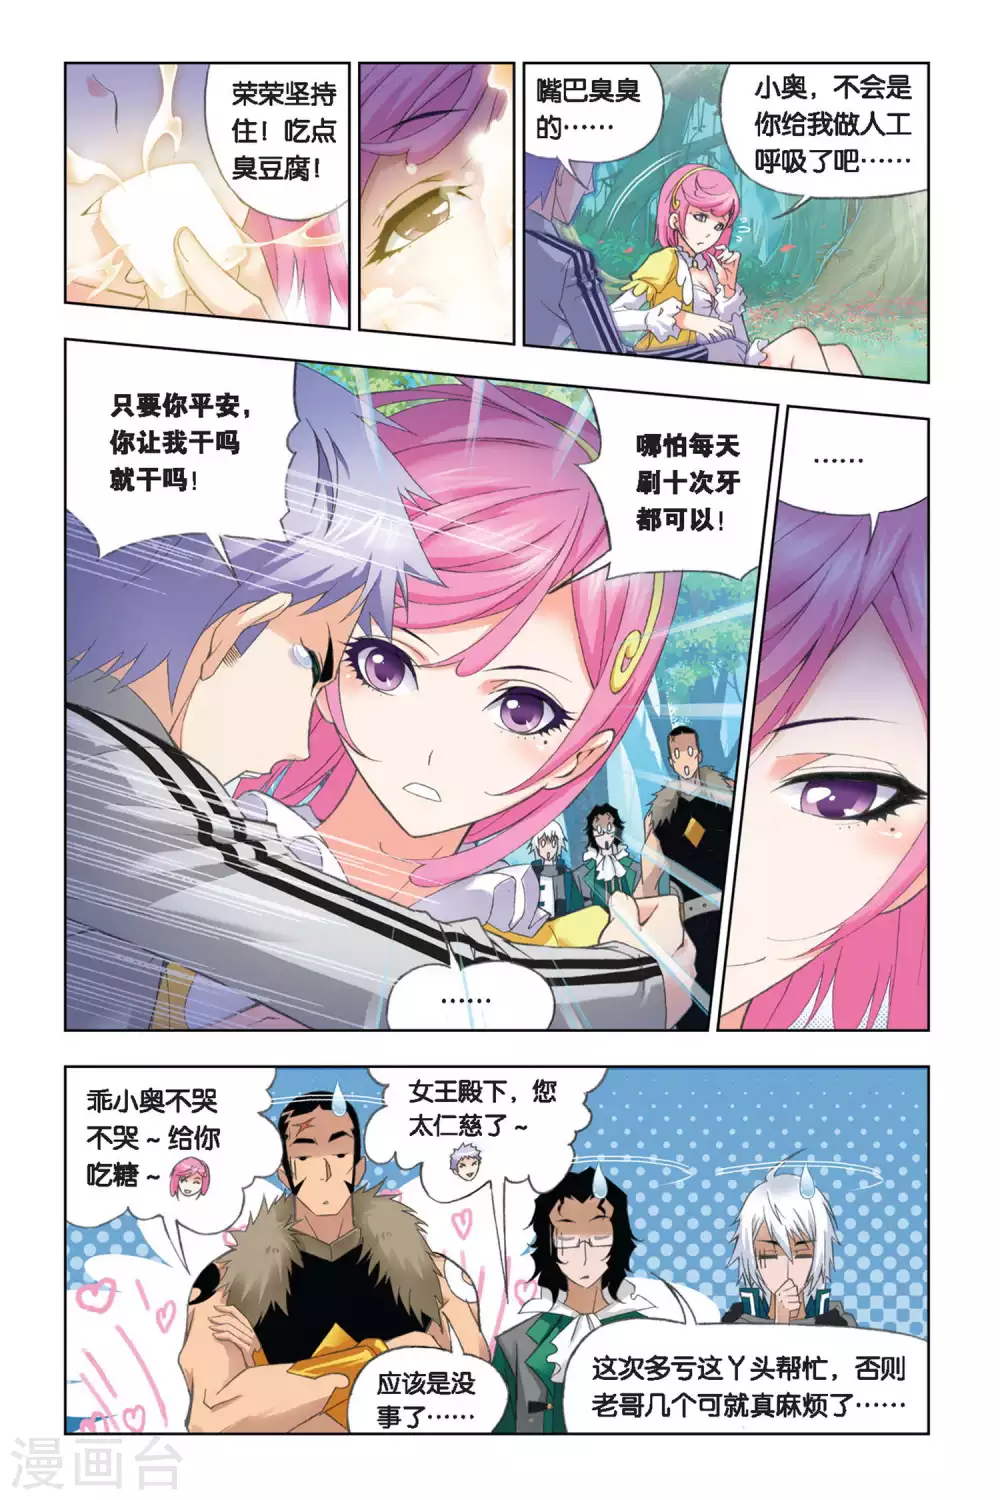 荣荣坚持
住！吃点
臭豆腐！
嘴巴臭臭
的……
小奥，不会是
你给我做人工
呼吸了吧……
只要你平安，
你让我干吗
就干吗！
哪怕每天
刷十次牙
都可以！
……
……
乖小奥不哭
不哭～给你
吃糖～
女王殿下，您
太仁慈了～
应该是没
事了……
这次多亏这丫头帮忙，否则
老哥几个可就真麻烦了……
漫画台